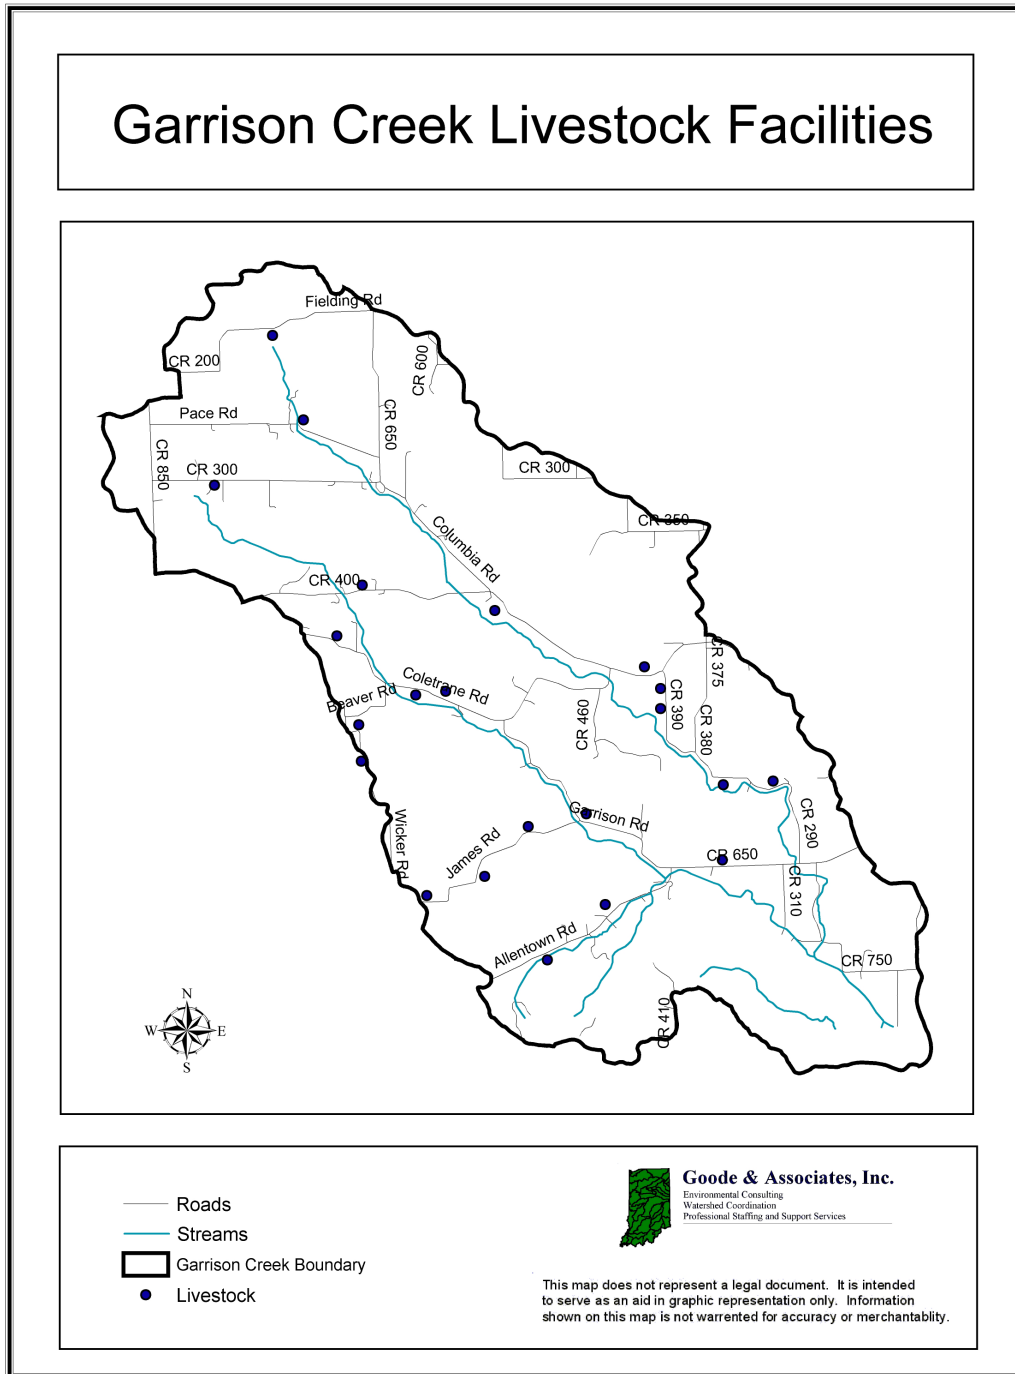 Garrison Creek Livestock Facilities
Fielding Rd
CR 200
CR 600
Pace Rd
CR 650
CR 850
CR 300
CR 300
CR 350
Columbia Rd
CR 400
CR 375
Beaver Rd
Coletrane Rd
CR 390
CR 460
CR 380
Wicker Rd
James Rd
Garrison Rd
CR 290
CR 650
CR 310
Allentown Rd
CR 750
CR 410
N
W
E
S
Roads
Streams
Garrison Creek Boundary
Livestock
Goode & Associates, Inc.
Environmental Consulting
Watershed Coordination
Professional Staffing and Support Services
This map does not represent a legal document. It is intended
to serve as an aid in graphic representation only. Information
shown on this map is not warrented for accuracy or merchantablity.